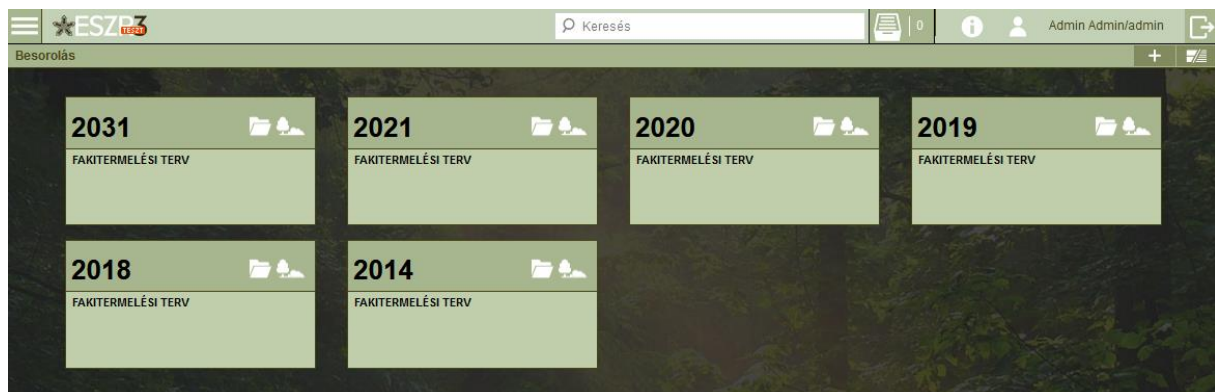 ESZR3 TESZT
Keresés
0
Admin Admin/admin
Besorolás
2031
FAKITERMELÉSI TERV
2021
FAKITERMELÉSI TERV
2020
FAKITERMELÉSI TERV
2019
FAKITERMELÉSI TERV
2018
FAKITERMELÉSI TERV
2014
FAKITERMELÉSI TERV